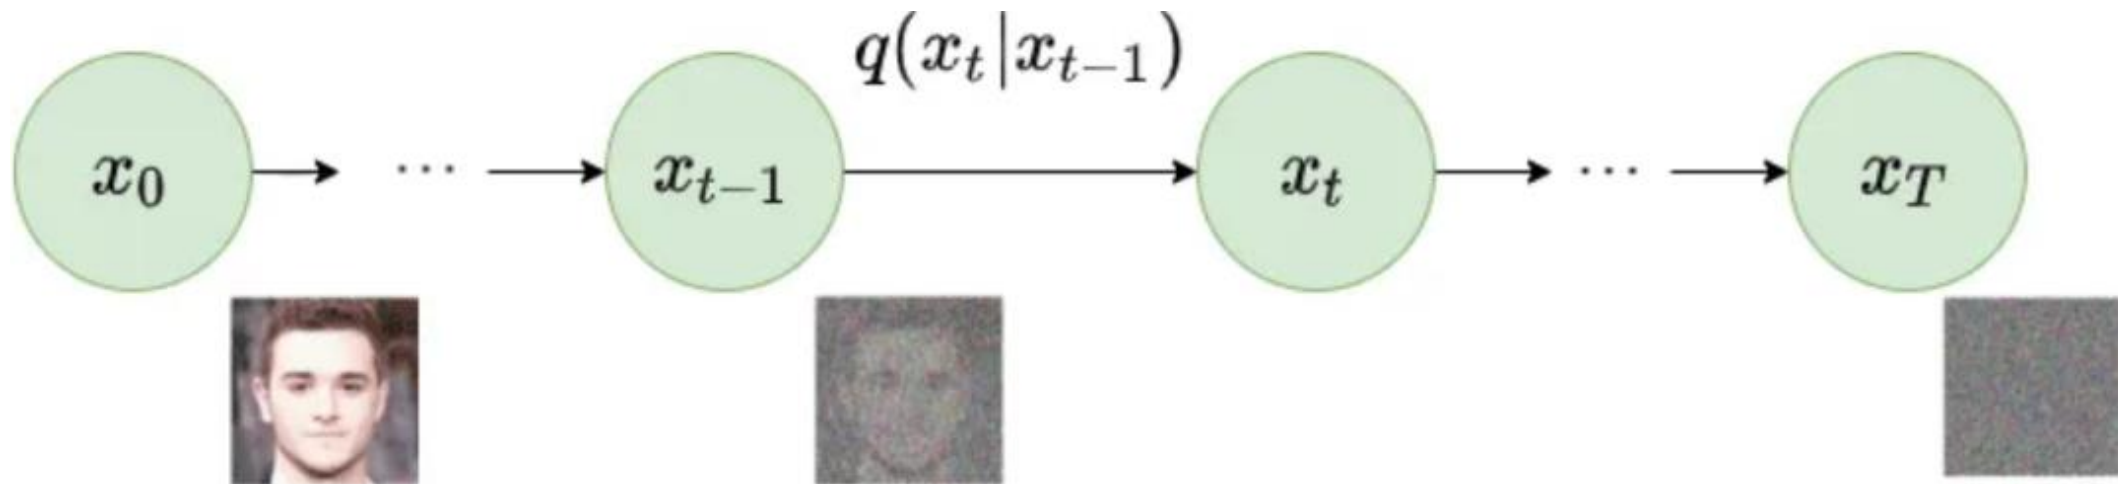 q(x_t|x_{t-1})
x_0 ... x_{t-1} x_t ... x_T